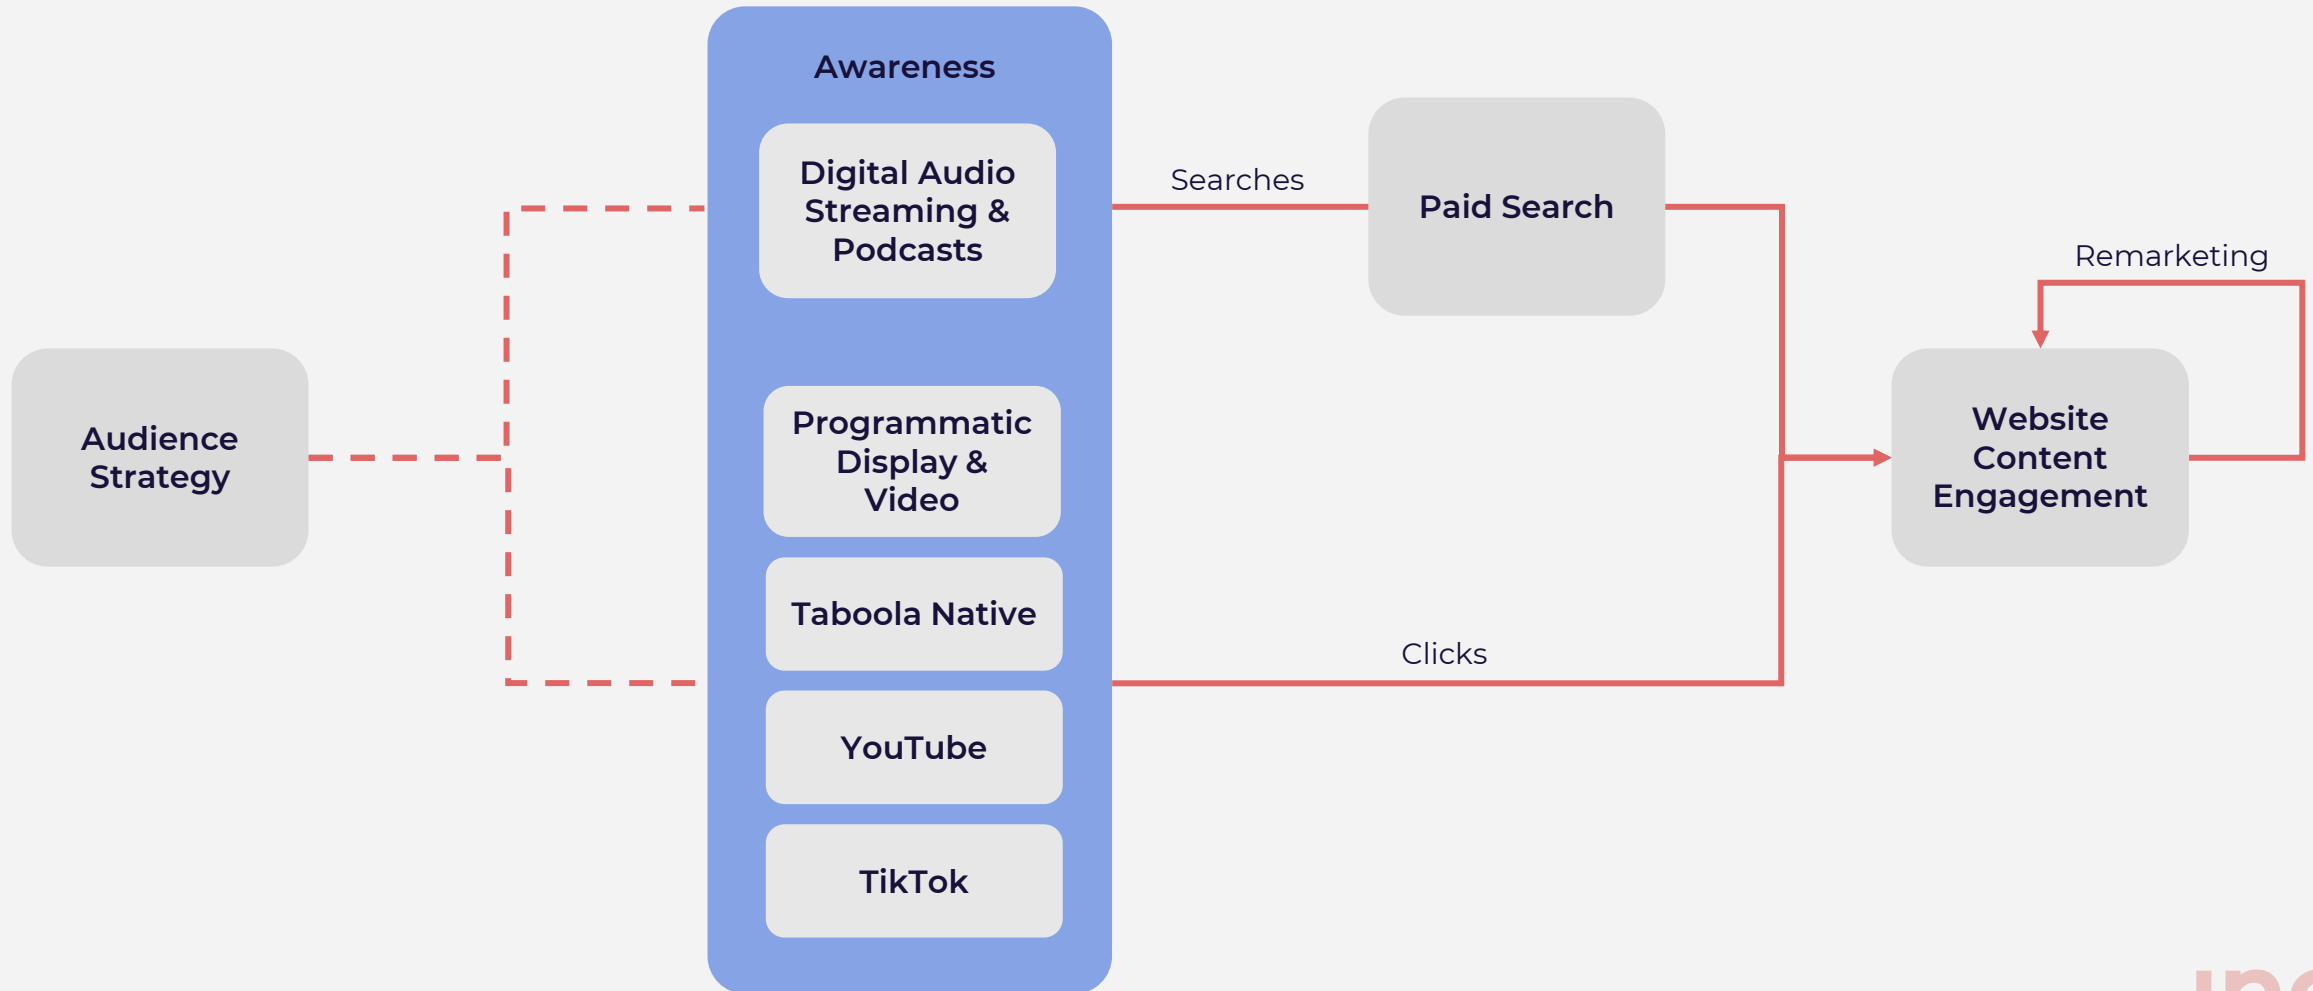 Awareness
Digital Audio
Streaming &
Podcasts
Searches
Paid Search
Remarketing
Audience
Strategy
Programmatic
Display &
Video
Website
Content
Engagement
Taboola Native
Clicks
YouTube
TikTok